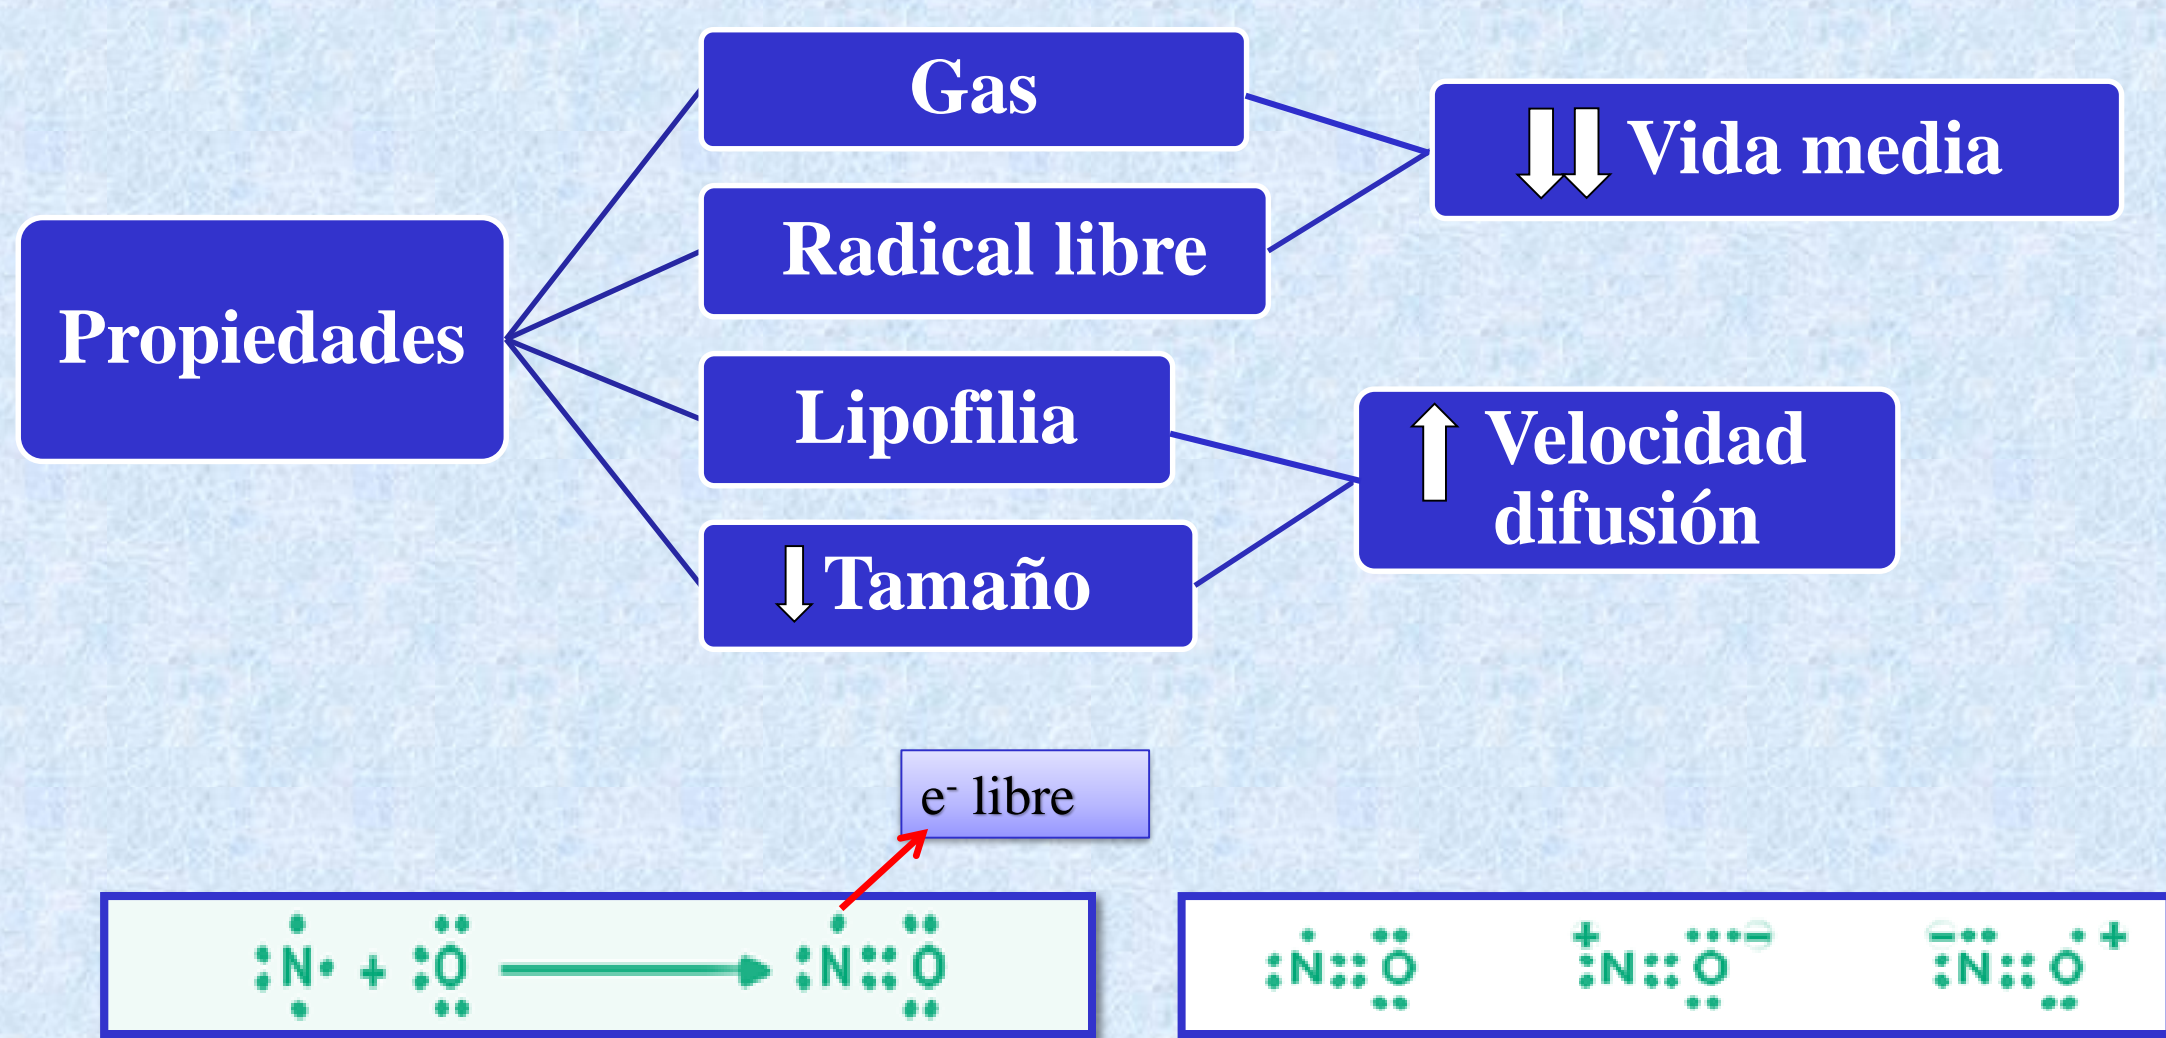 Gas
Vida media
Radical libre
Propiedades
Lipofilia
Velocidad
difusión
Tamaño
e- libre
:N· + :O :N::O
:N::O +:N::O− −:N::O+